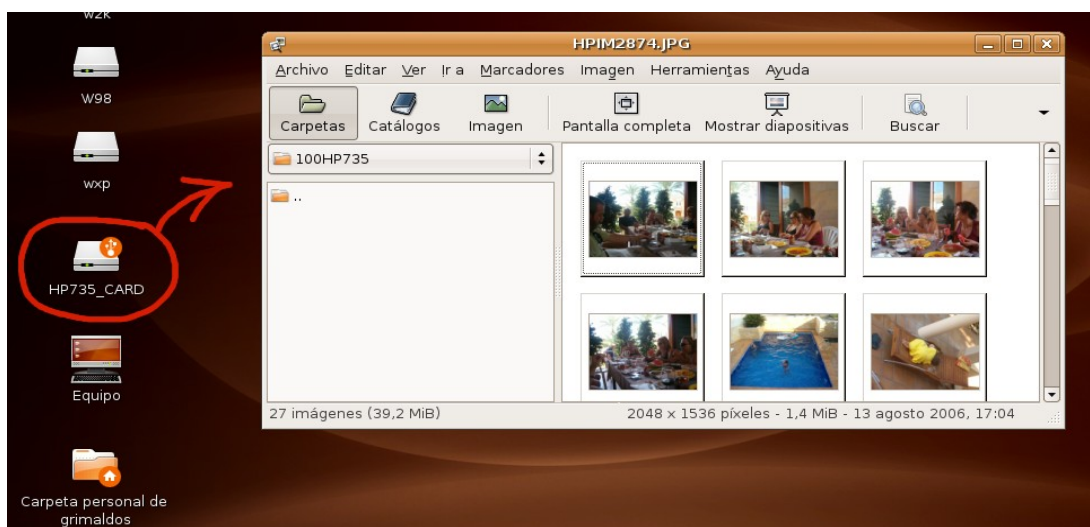 w2k
W98
wxp
HP735_CARD
Equipo
Carpeta personal de
grimaldos
HPIM2874.JPG
Archivo Editar Ver Ir a Marcadores Imagen Herramientas Ayuda
Carpetas Catálogos Imagen Pantalla completa Mostrar diapositivas Buscar
100HP735
..
27 imágenes (39,2 MiB) 2048 x 1536 píxeles - 1,4 MiB - 13 agosto 2006, 17:04